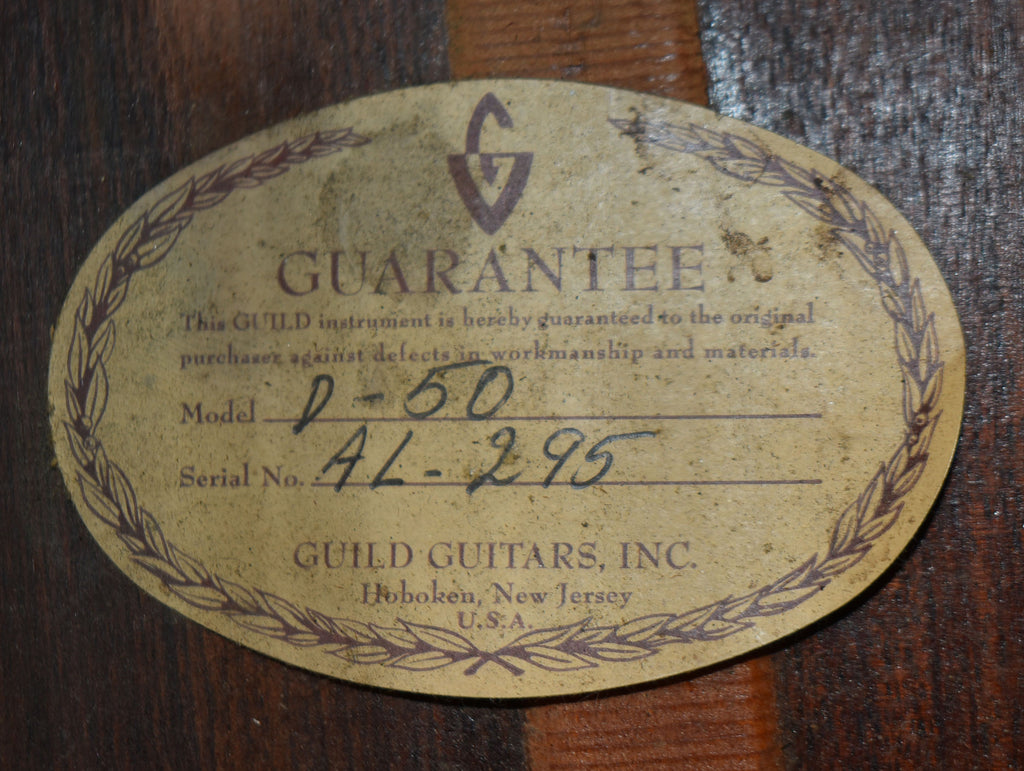 G
GUARANTEE
This GUILD instrument is hereby guaranteed to the original
purchaser against defects in workmanship and materials.
Model D-50
Serial No. AL-295
GUILD GUITARS, INC.
Hoboken, New Jersey
U.S.A.